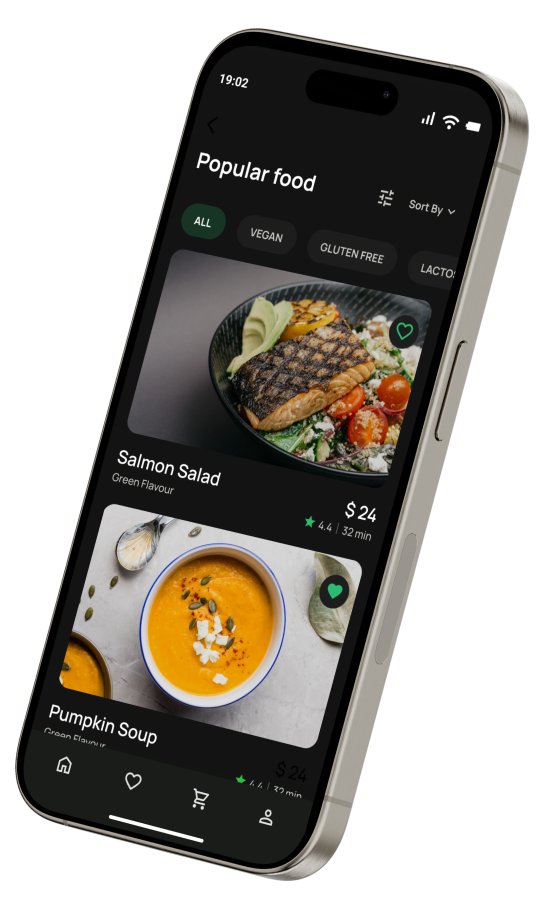 19:02
Popular food
Sort By
ALL
VEGAN
GLUTEN FREE
LACTOS
Salmon Salad
Green Flavour
$ 24
4.4 | 32 min
Pumpkin Soup
Green Flavour
$ 24
4.4 | 32 min